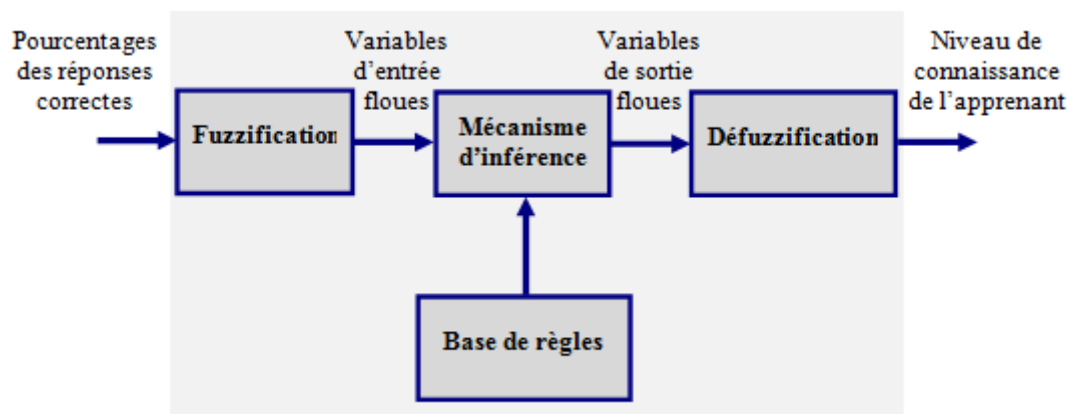 Pourcentages
des réponses
correctes
Variables
d'entrée
floues
Variables
de sortie
floues
Niveau de
connaissance
de l'apprenant
Fuzzification
Mécanisme
d'inférence
Défuzzification
Base de règles